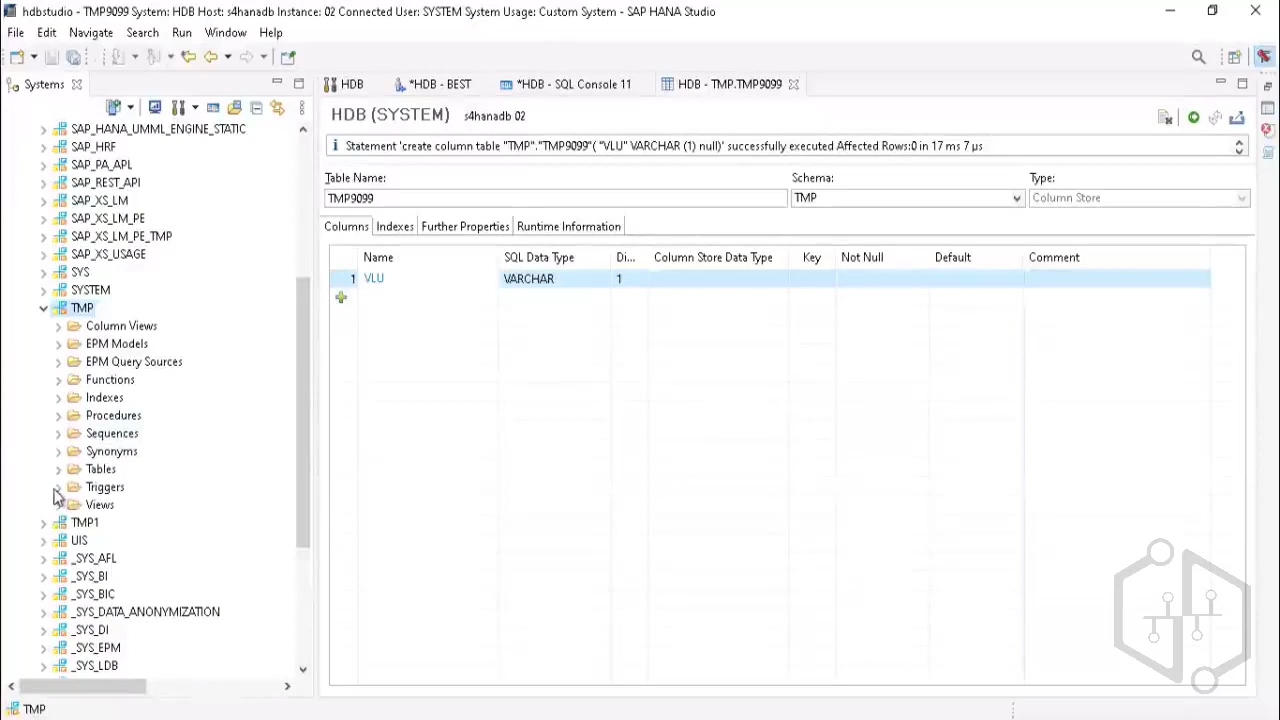 hdbstudio - TMP9099 System: HDB Host: s4hanadb Instance: 02 Connected User: SYSTEM System Usage: Custom System - SAP HANA Studio
File Edit Navigate Search Run Window Help
Systems
HDB *HDB - BEST *HDB - SQL Console 11 HDB - TMP.TMP9099
SAP_HANA_UMML_ENGINE_STATIC
SAP_HRF
SAP_PA_APL
SAP_REST_API
SAP_XS_LM
SAP_XS_LM_PE
SAP_XS_LM_PE_TMP
SAP_XS_USAGE
SYS
SYSTEM
TMP
Column Views
EPM Models
EPM Query Sources
Functions
Indexes
Procedures
Sequences
Synonyms
Tables
Triggers
Views
TMP1
UIS
_SYS_AFL
_SYS_BI
_SYS_BIC
_SYS_DATA_ANONYMIZATION
_SYS_DI
_SYS_EPM
_SYS_LDB
HDB (SYSTEM) s4hanadb 02
Statement 'create column table "TMP"."TMP9099"( "VLU" VARCHAR (1) null)' successfully executed Affected Rows:0 in 17 ms 7 µs
Table Name: Schema: Type:
TMP9099 TMP Column Store
Columns Indexes Further Properties Runtime Information
Name SQL Data Type Di... Column Store Data Type Key Not Null Default Comment
1 VLU VARCHAR 1
TMP